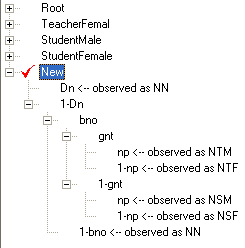 Root
TeacherFemal
StudentMale
StudentFemale
New
Dn <-- observed as NN
1-Dn
bno
gnt
np <-- observed as NTM
1-np <-- observed as NTF
1-gnt
np <-- observed as NSM
1-np <-- observed as NSF
1-bno <-- observed as NN